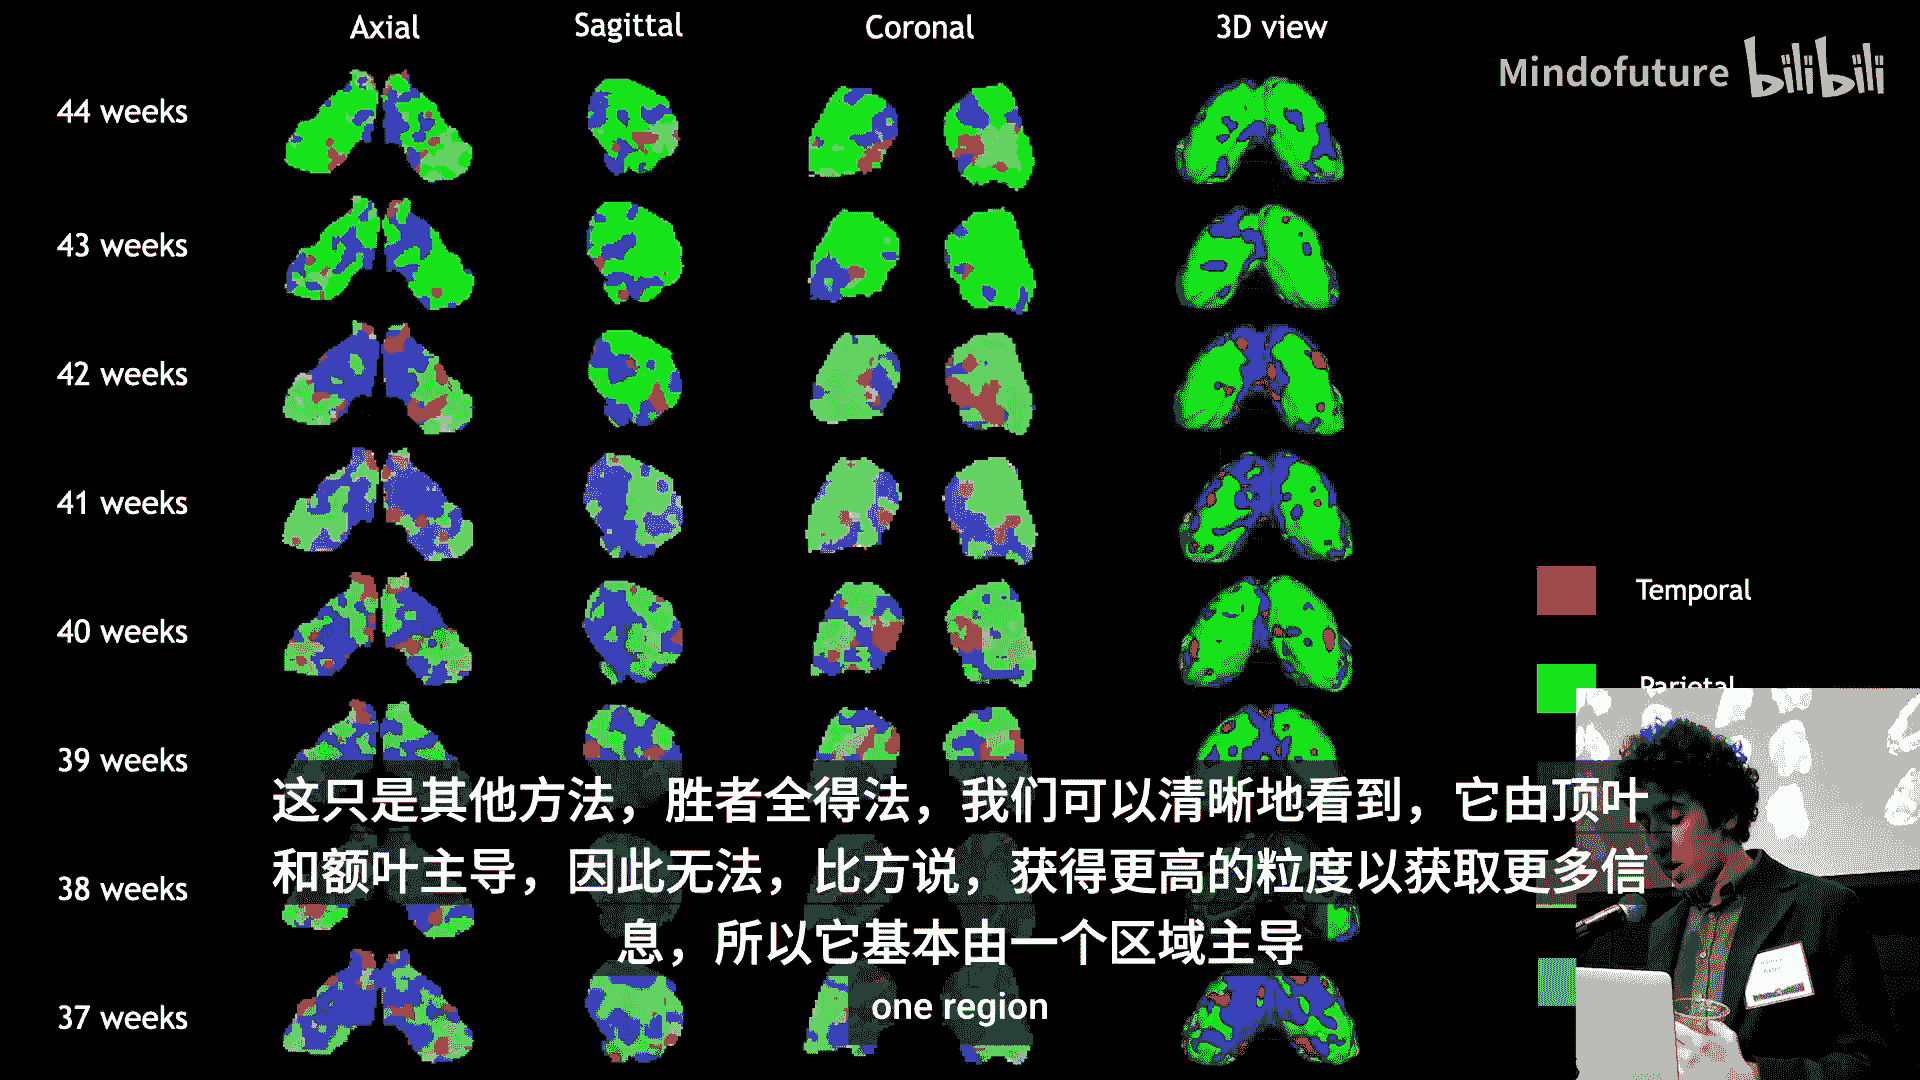 Axial
Sagittal
Coronal
3D view
Mindofuture
bilibili
44 weeks
43 weeks
42 weeks
41 weeks
40 weeks
39 weeks
38 weeks
37 weeks
Temporal
Parietal
这只是其他方法，胜者全得法，我们可以清晰地看到，它由顶叶
和额叶主导，因此无法，比方说，获得更高的粒度以获取更多信
息，所以它基本由一个区域主导
one region